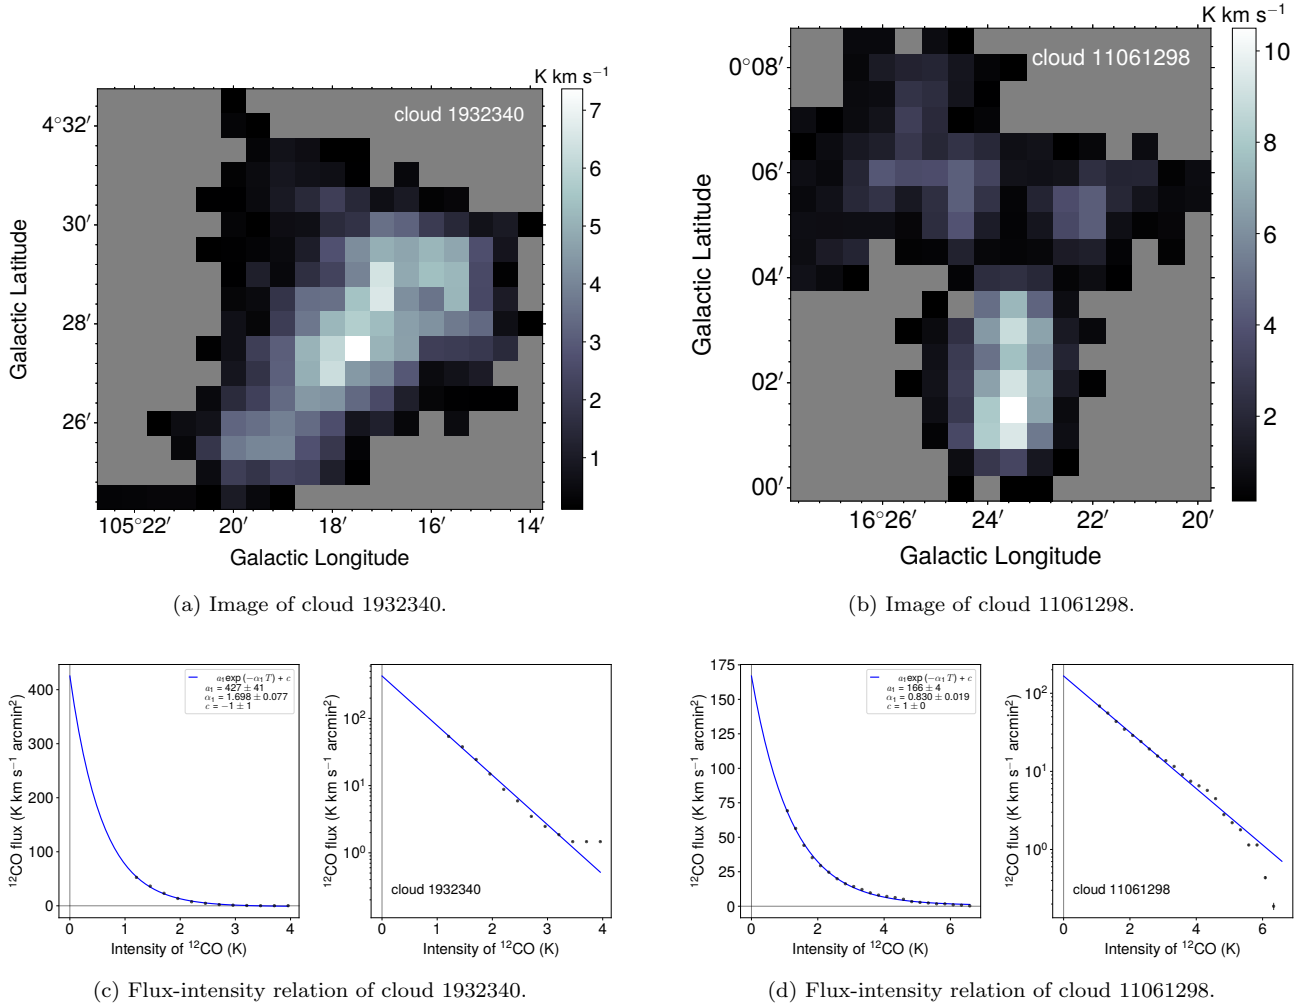 K km s⁻¹
cloud 1932340
4°32′
30′
28′
26′
Galactic Latitude
105°22′ 20′ 18′ 16′ 14′
Galactic Longitude
7
6
5
4
3
2
1
(a) Image of cloud 1932340.
K km s⁻¹
cloud 11061298
0°08′
06′
04′
02′
00′
Galactic Latitude
16°26′ 24′ 22′ 20′
Galactic Longitude
10
8
6
4
2
(b) Image of cloud 11061298.
¹²CO flux (K km s⁻¹ arcmin²)
400
300
200
100
0
a₁exp (−α₁T) + c
a₁ = 427 ± 41
α₁ = 1.698 ± 0.077
c = −1 ± 1
0 1 2 3 4
Intensity of ¹²CO (K)
¹²CO flux (K km s⁻¹ arcmin²)
10²
10¹
10⁰
cloud 1932340
0 1 2 3 4
Intensity of ¹²CO (K)
(c) Flux-intensity relation of cloud 1932340.
¹²CO flux (K km s⁻¹ arcmin²)
175
150
125
100
75
50
25
0
a₁exp (−α₁T) + c
a₁ = 166 ± 4
α₁ = 0.830 ± 0.019
c = 1 ± 0
0 2 4 6
Intensity of ¹²CO (K)
¹²CO flux (K km s⁻¹ arcmin²)
10²
10¹
10⁰
cloud 11061298
0 2 4 6
Intensity of ¹²CO (K)
(d) Flux-intensity relation of cloud 11061298.